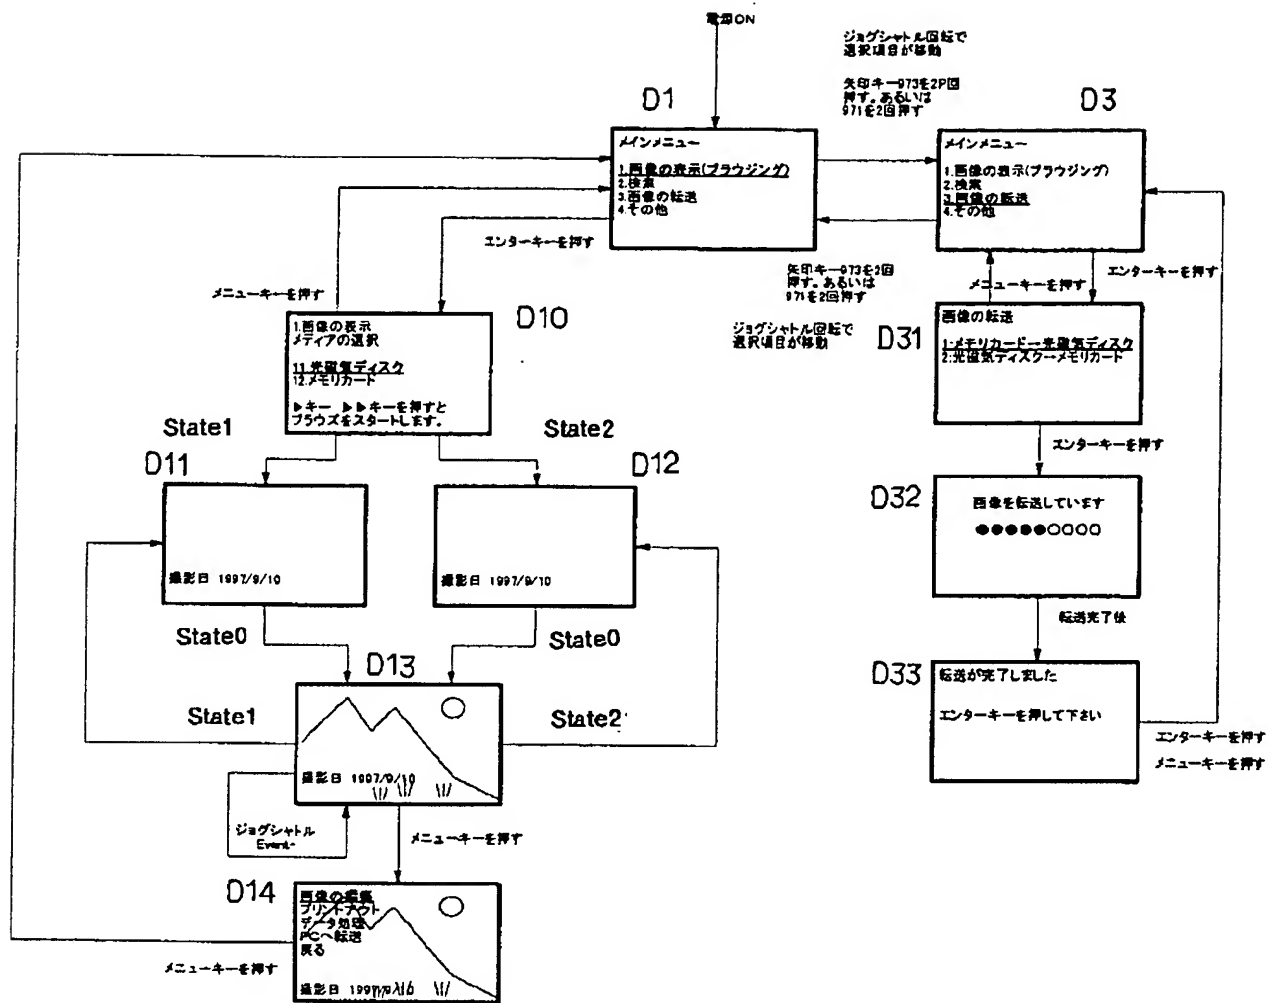 電源ON
ジョグシャトル回転で
選択項目が移動
矢印キー973を2P回
押す。あるいは
971を2回押す
D1
メインメニュー
1.画像の表示(ブラウジング)
2.検索
3.画像の転送
4.その他
D3
メインメニュー
1.画像の表示(ブラウジング)
2.検索
3.画像の転送
4.その他
エンターキーを押す
メニューキーを押す
矢印キー973を2回
押す。あるいは
971を2回押す
ジョグシャトル回転で
選択項目が移動
メニューキーを押す
エンターキーを押す
D10
1.画像の表示
メディアの選択
11.光磁気ディスク
12.メモリカード
▶キー ▶▶キーを押すと
ブラウズをスタートします。
D31
画像の転送
1:メモリカード→光磁気ディスク
2:光磁気ディスク→メモリカード
エンターキーを押す
State1
State2
D11
撮影日 1997/9/10
D12
撮影日 1997/9/10
D32
画像を転送しています
●●●●●○○○○
転送完了後
State0
State0
D13
State1
State2
撮影日 1997/9/10
ジョグシャトル
Event-
メニューキーを押す
D33
転送が完了しました
エンターキーを押して下さい
エンターキーを押す
メニューキーを押す
D14
画像の編集
プリントアウト
データ処理
PCへ転送
戻る
撮影日
メニューキーを押す